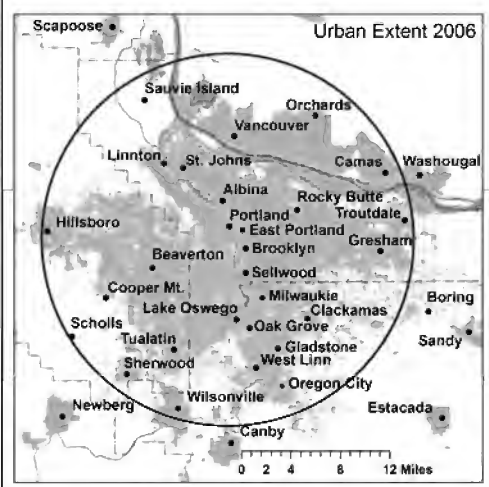 Scapoose
Urban Extent 2006
Sauvie Island
Orchards
Vancouver
Linnton
St. Johns
Camas
Washougal
Albina
Rocky Butte
Portland
Troutdale
Hillsboro
East Portland
Brooklyn
Gresham
Beaverton
Sellwood
Cooper Mt.
Milwaukie
Boring
Lake Oswego
Clackamas
Scholls
Oak Grove
Sandy
Tualatin
Gladstone
Sherwood
West Linn
Oregon City
Newberg
Wilsonville
Estacada
Canby
0 1 2 4 8 12 Miles